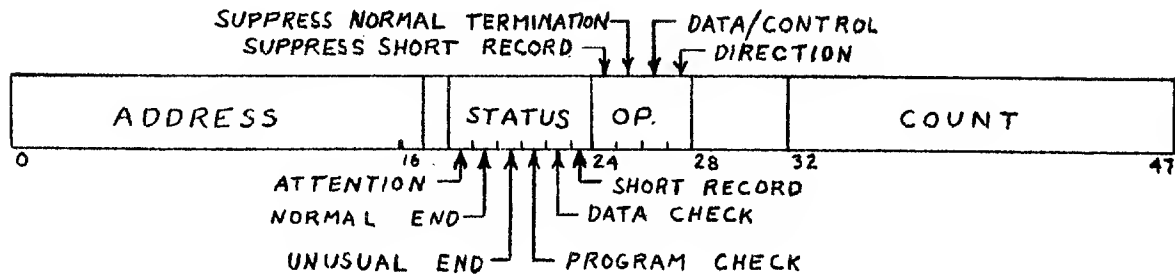 SUPPRESS NORMAL TERMINATION DATA/CONTROL
SUPPRESS SHORT RECORD DIRECTION
ADDRESS STATUS OP. COUNT
0 16 24 28 32 47
ATTENTION SHORT RECORD
NORMAL END DATA CHECK
UNUSUAL END PROGRAM CHECK